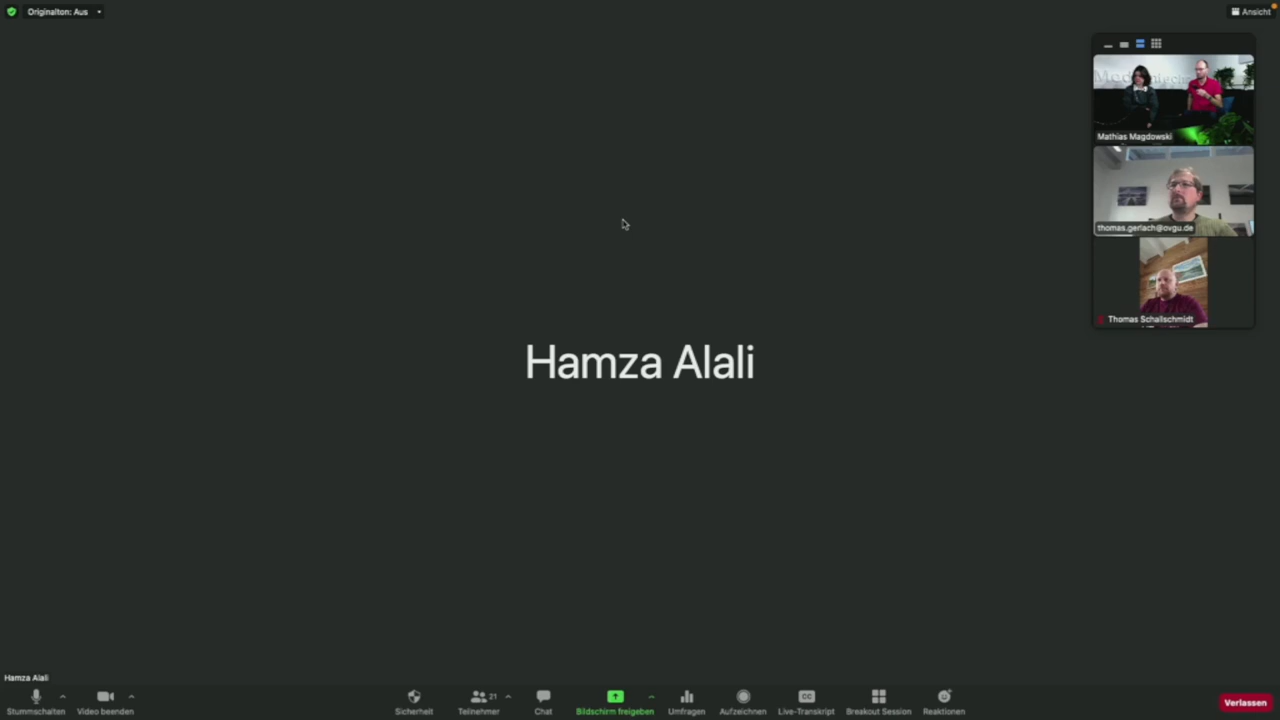 Originalton: Aus
Ansicht
Mathias Magdowski
thomas.gerlach@ovgu.de
Thomas Schallschmidt
Hamza Alali
Hamza Alali
Stummschalten
Video beenden
Sicherheit
21
Teilnehmer
Chat
Bildschirm freigeben
Umfragen
Aufzeichnen
CC
Live-Transkript
Breakout Session
Reaktionen
Verlassen